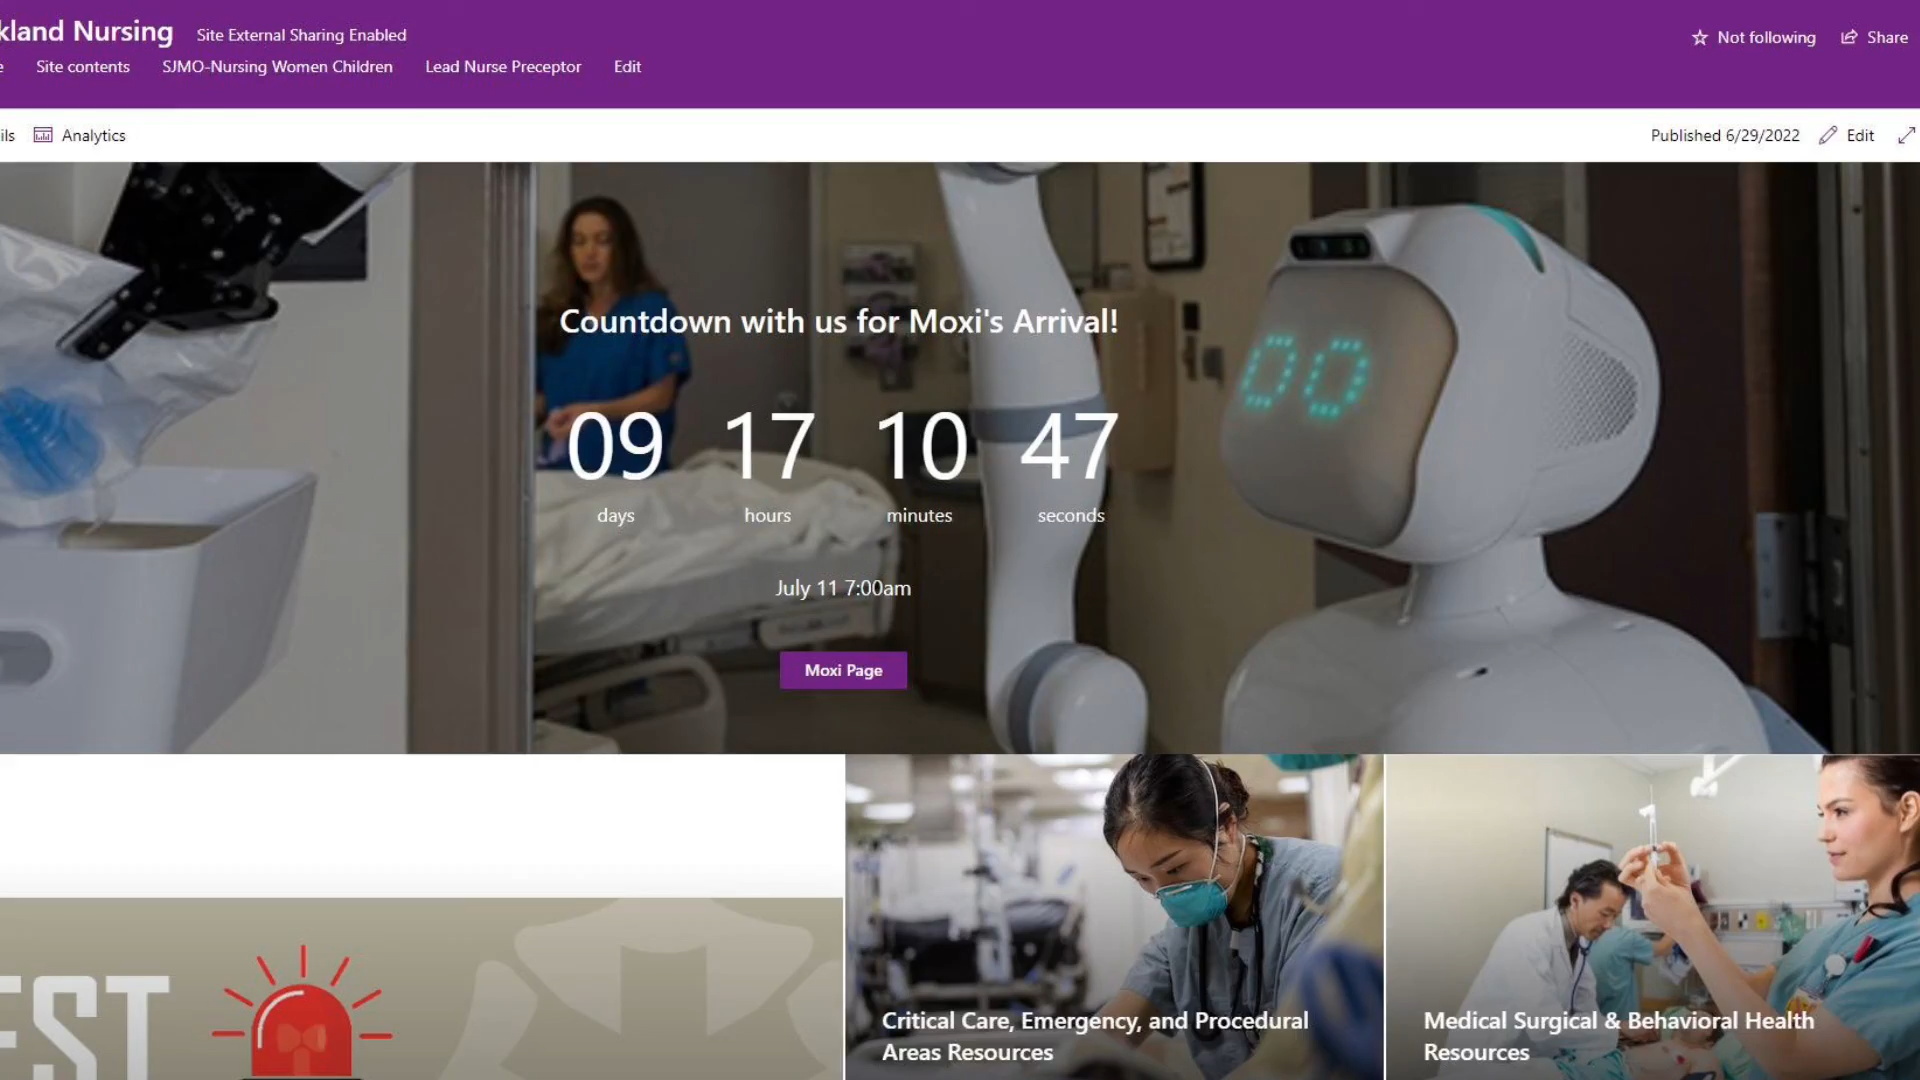 kland Nursing Site External Sharing Enabled
Not following Share
e Site contents SJMO-Nursing Women Children Lead Nurse Preceptor Edit
ils Analytics Published 6/29/2022 Edit
Countdown with us for Moxi's Arrival!
09 17 10 47
days hours minutes seconds
July 11 7:00am
Moxi Page
EST
Critical Care, Emergency, and Procedural
Areas Resources
Medical Surgical & Behavioral Health
Resources